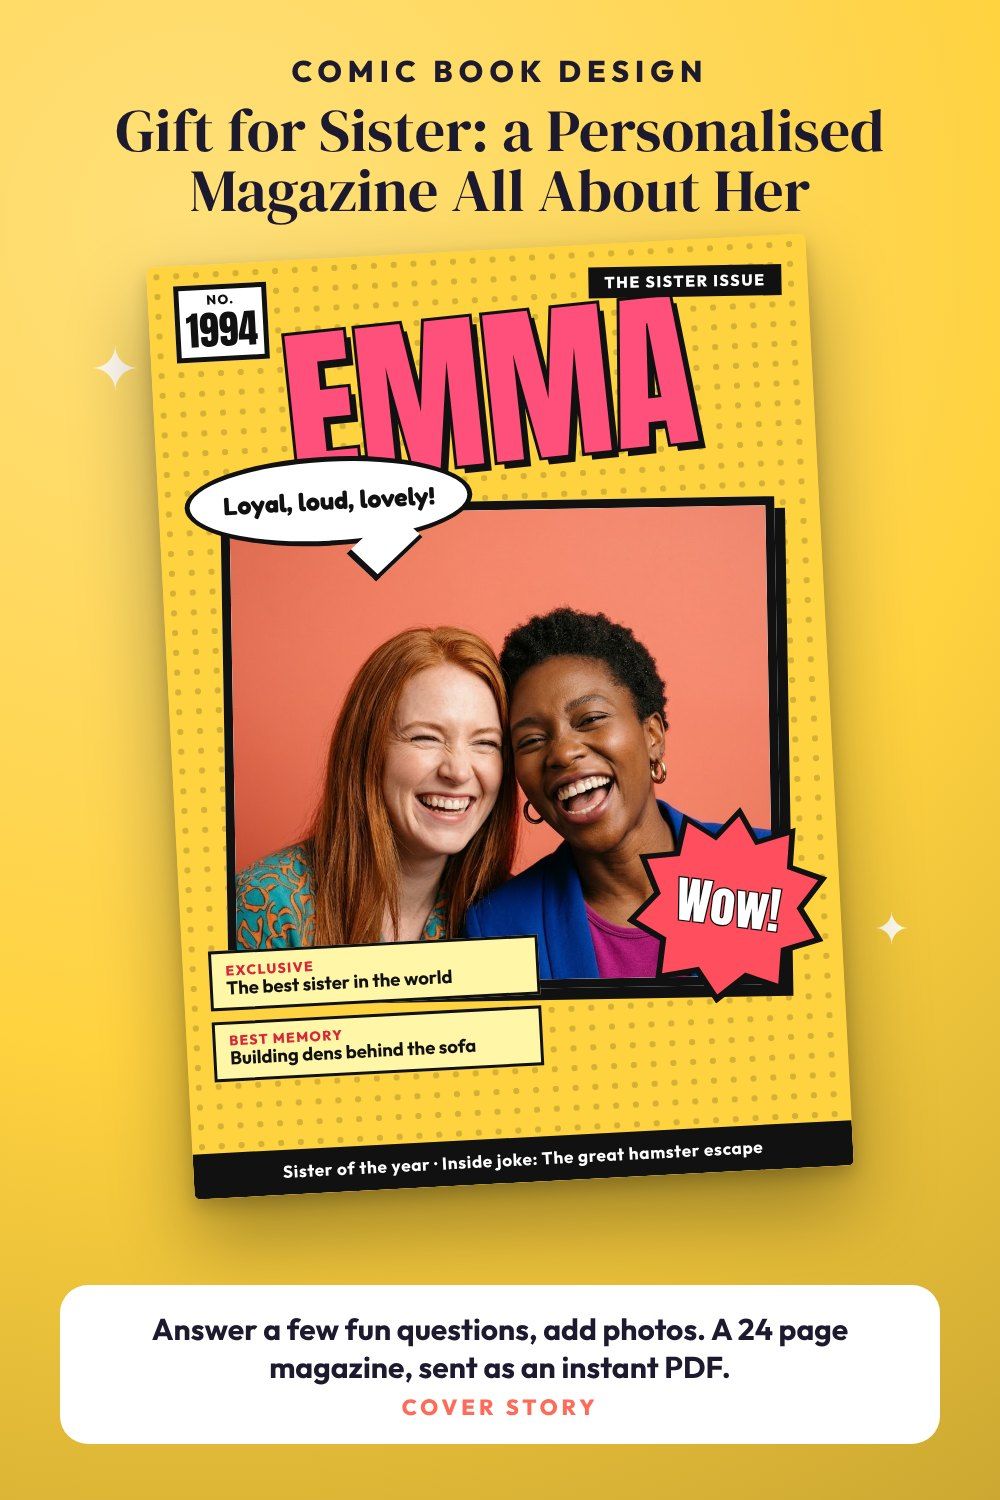 COMIC BOOK DESIGN
Gift for Sister: a Personalised
Magazine All About Her
THE SISTER ISSUE
NO.
1994
EMMA
Loyal, loud, lovely!
Wow!
EXCLUSIVE
The best sister in the world
BEST MEMORY
Building dens behind the sofa
Sister of the year · Inside joke: The great hamster escape
Answer a few fun questions, add photos. A 24 page
magazine, sent as an instant PDF.
COVER STORY